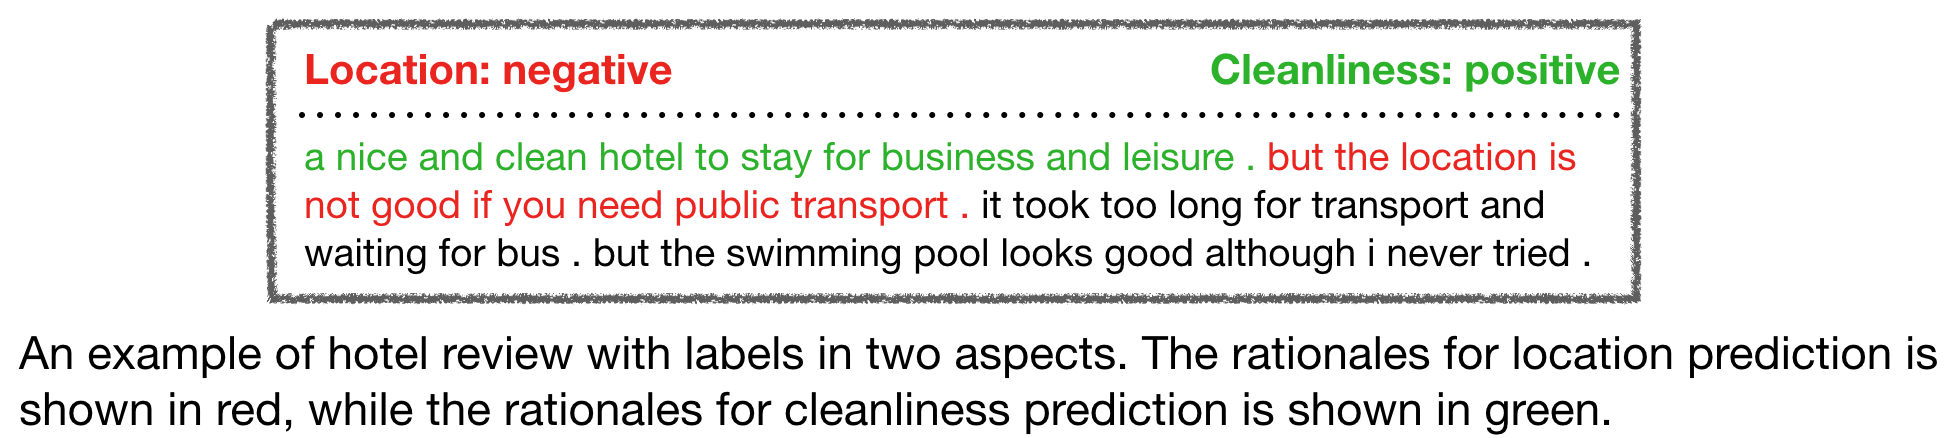 Location: negative Cleanliness: positive
a nice and clean hotel to stay for business and leisure . but the location is
not good if you need public transport . it took too long for transport and
waiting for bus . but the swimming pool looks good although i never tried .
An example of hotel review with labels in two aspects. The rationales for location prediction is
shown in red, while the rationales for cleanliness prediction is shown in green.